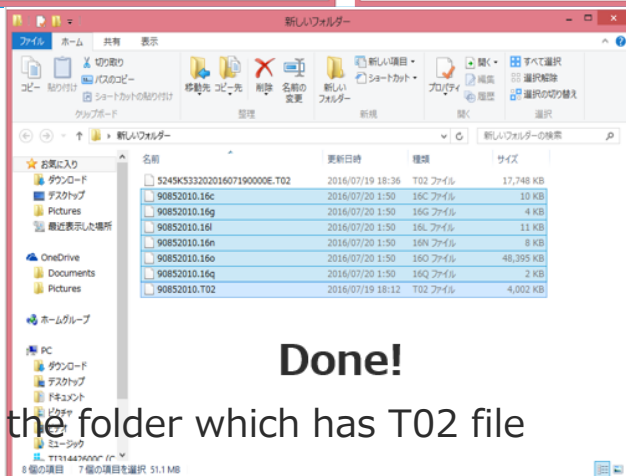 新しいフォルダー
ファイル ホーム 共有 表示
コピー 貼り付け 切り取り パスのコピー ショートカットの貼り付け
移動先 コピー先 削除 名前の変更
新しいフォルダー 新しい項目 ショートカット
プロパティ 開く 編集 履歴
すべて選択 選択解除 選択の切り替え
クリップボード 整理 新規 開く 選択
新しいフォルダー 新しいフォルダーの検索
名前 更新日時 種類 サイズ
5245K53320201607190000E.T02 2016/07/19 18:36 T02 ファイル 17,748 KB
90852010.16c 2016/07/20 1:50 16C ファイル 10 KB
90852010.16g 2016/07/20 1:50 16G ファイル 4 KB
90852010.16l 2016/07/20 1:50 16L ファイル 11 KB
90852010.16n 2016/07/20 1:50 16N ファイル 8 KB
90852010.16o 2016/07/20 1:50 16O ファイル 48,395 KB
90852010.16q 2016/07/20 1:50 16Q ファイル 2 KB
90852010.T02 2016/07/19 18:12 T02 ファイル 4,002 KB
お気に入り
ダウンロード
デスクトップ
Pictures
最近表示した場所
OneDrive
Documents
Pictures
ホームグループ
PC
ダウンロード
デスクトップ
ドキュメント
ピクチャ
ビデオ
ミュージック
TI31442600C (C
Done!
the folder which has T02 file
8 個の項目 7 個の項目を選択 51.1 MB